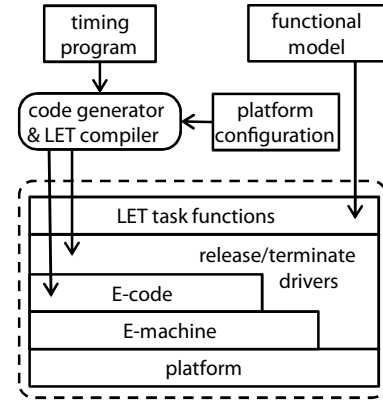 timing
program
functional
model
code generator
& LET compiler
platform
configuration
LET task functions
release/terminate
drivers
E-code
E-machine
platform